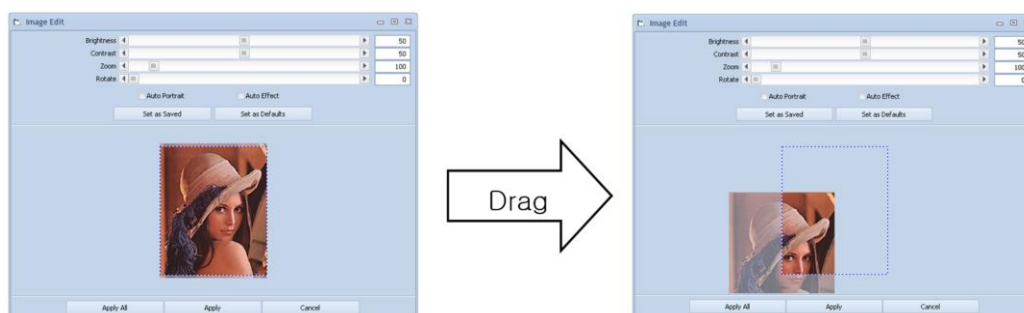 Image Edit
Brightness 50
Contrast 50
Zoom 100
Rotate 0
Auto Portrait Auto Effect
Set as Saved Set as Defaults
Apply All Apply Cancel
Drag
Image Edit
Brightness 50
Contrast 50
Zoom 100
Rotate 0
Auto Portrait Auto Effect
Set as Saved Set as Defaults
Apply All Apply Cancel